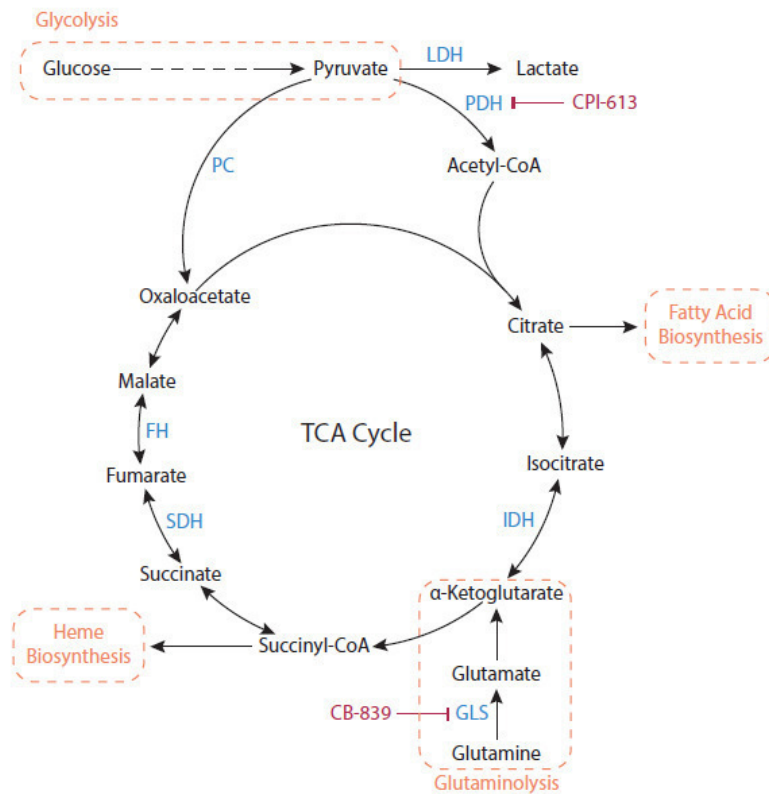 Glycolysis
LDH
Glucose
Pyruvate
Lactate
PDH
CPI-613
PC
Acetyl-CoA
Oxaloacetate
Citrate
Fatty Acid
Biosynthesis
Malate
FH
TCA Cycle
Fumarate
Isocitrate
SDH
IDH
Succinate
α-Ketoglutarate
Heme
Biosynthesis
Succinyl-CoA
Glutamate
CB-839
GLS
Glutamine
Glutaminolysis